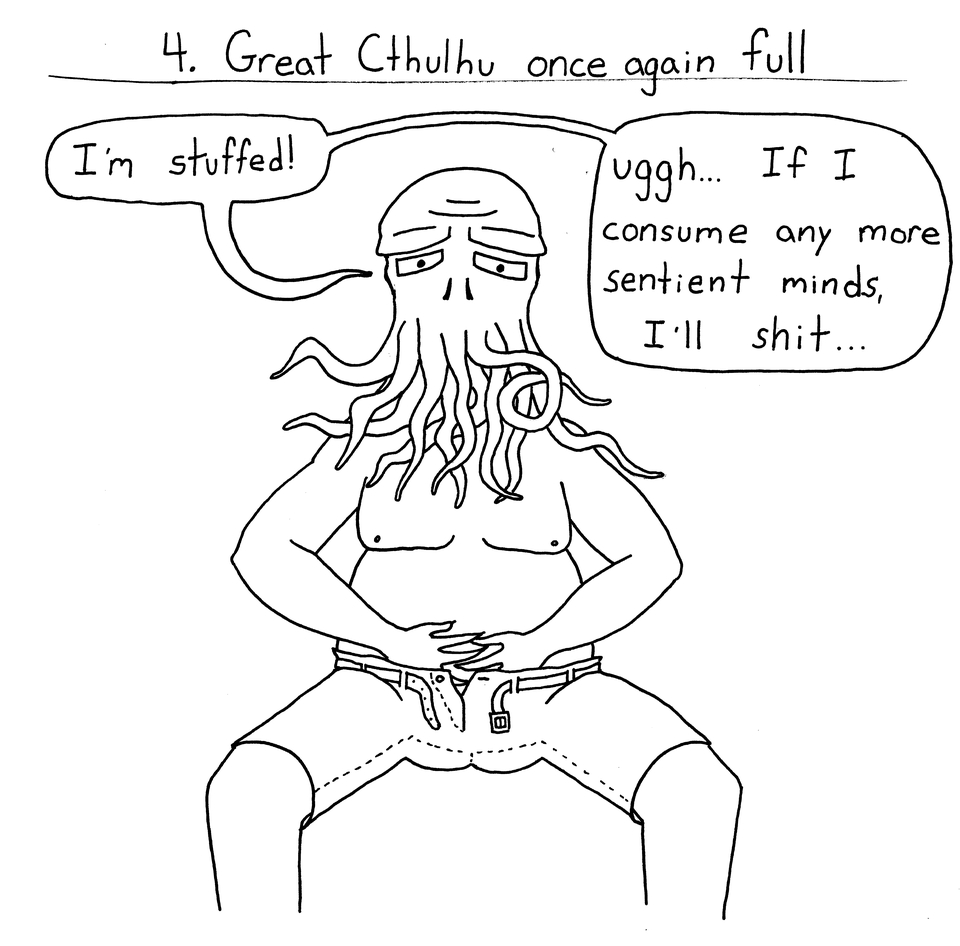 4. Great Cthulhu once again full
I'm stuffed!
uggh... If I
consume any more
sentient minds,
I'll shit...